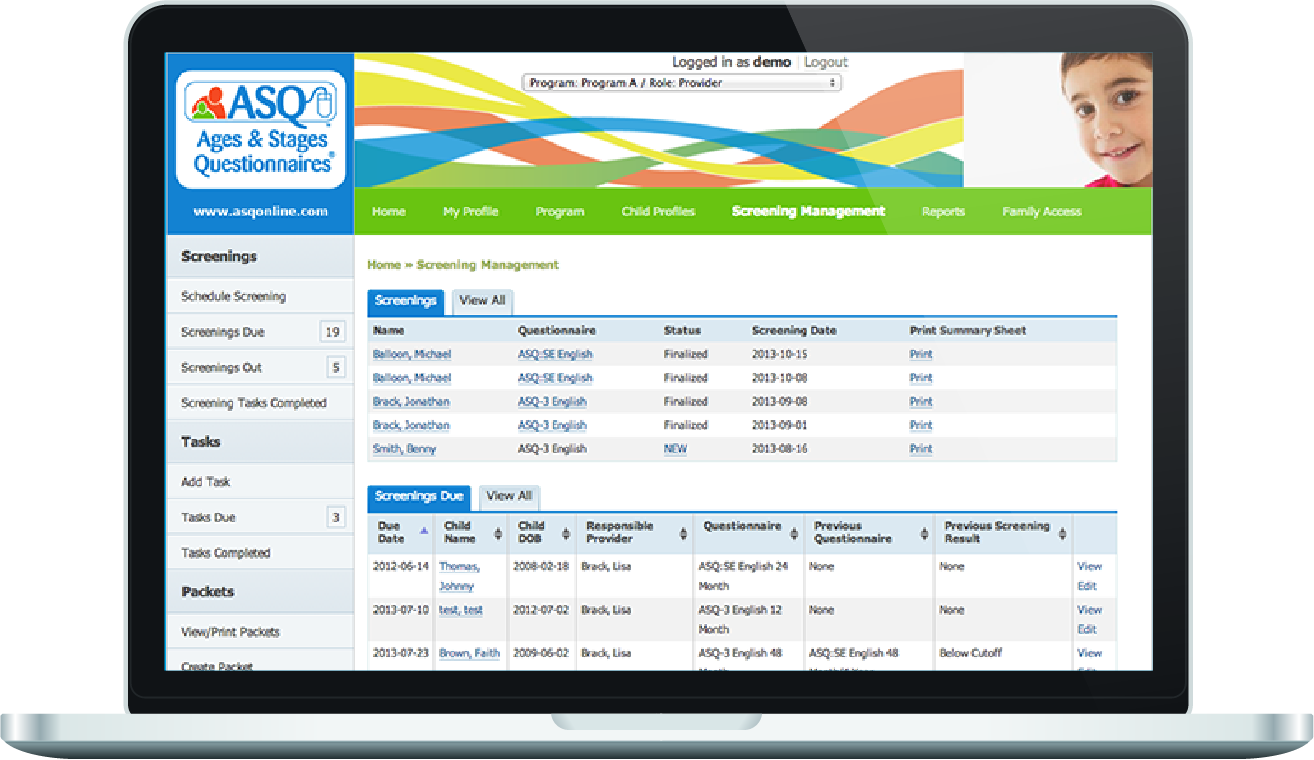 Logged in as demo | Logout
Program: Program A / Role: Provider
ASQ
Ages & Stages
Questionnaires®
www.asqonline.com
Home My Profile Program Child Profiles Screening Management Reports Family Access
Screenings
Schedule Screening
Screenings Due 19
Screenings Out 5
Screening Tasks Completed
Tasks
Add Task
Tasks Due 3
Tasks Completed
Packets
View/Print Packets
Create Packet
Home » Screening Management
Screenings View All
Name Questionnaire Status Screening Date Print Summary Sheet
Balloon, Michael ASQ:SE English Finalized 2013-10-15 Print
Balloon, Michael ASQ:SE English Finalized 2013-10-08 Print
Brack, Jonathan ASQ-3 English Finalized 2013-09-08 Print
Brack, Jonathan ASQ-3 English Finalized 2013-09-01 Print
Smith, Benny ASQ-3 English NEW 2013-08-16 Print
Screenings Due View All
Due Child Child Responsible Questionnaire Previous Previous Screening
Date Name DOB Provider Questionnaire Result
2012-06-14 Thomas, 2008-02-18 Brack, Lisa ASQ:SE English 24 None None View
Johnny Month Edit
2013-07-10 test, test 2012-07-02 Brack, Lisa ASQ-3 English 12 None None View
Month Edit
2013-07-23 Brown, Faith 2009-06-02 Brack, Lisa ASQ-3 English 48 ASQ:SE English 48 Below Cutoff View